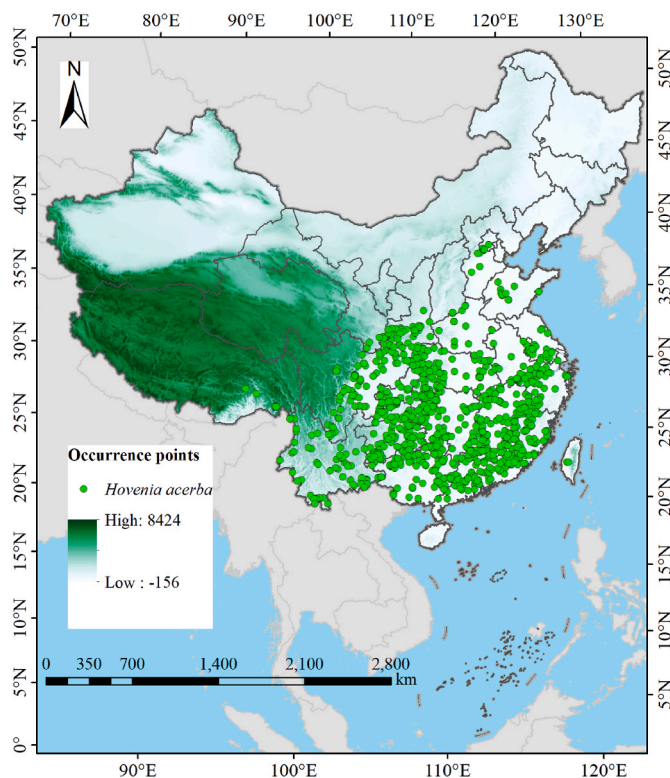 70°E 80°E 90°E 100°E 110°E 120°E 130°E
50°N 50°N
N
45°N 45°N
40°N 40°N
35°N 35°N
30°N 30°N
25°N 25°N
Occurrence points
Hovenia acerba
20°N 20°N
High: 8424
15°N 15°N
Low : -156
10°N 10°N
0 350 700 1,400 2,100 2,800
km
5°N 5°N
0°
90°E 100°E 110°E 120°E